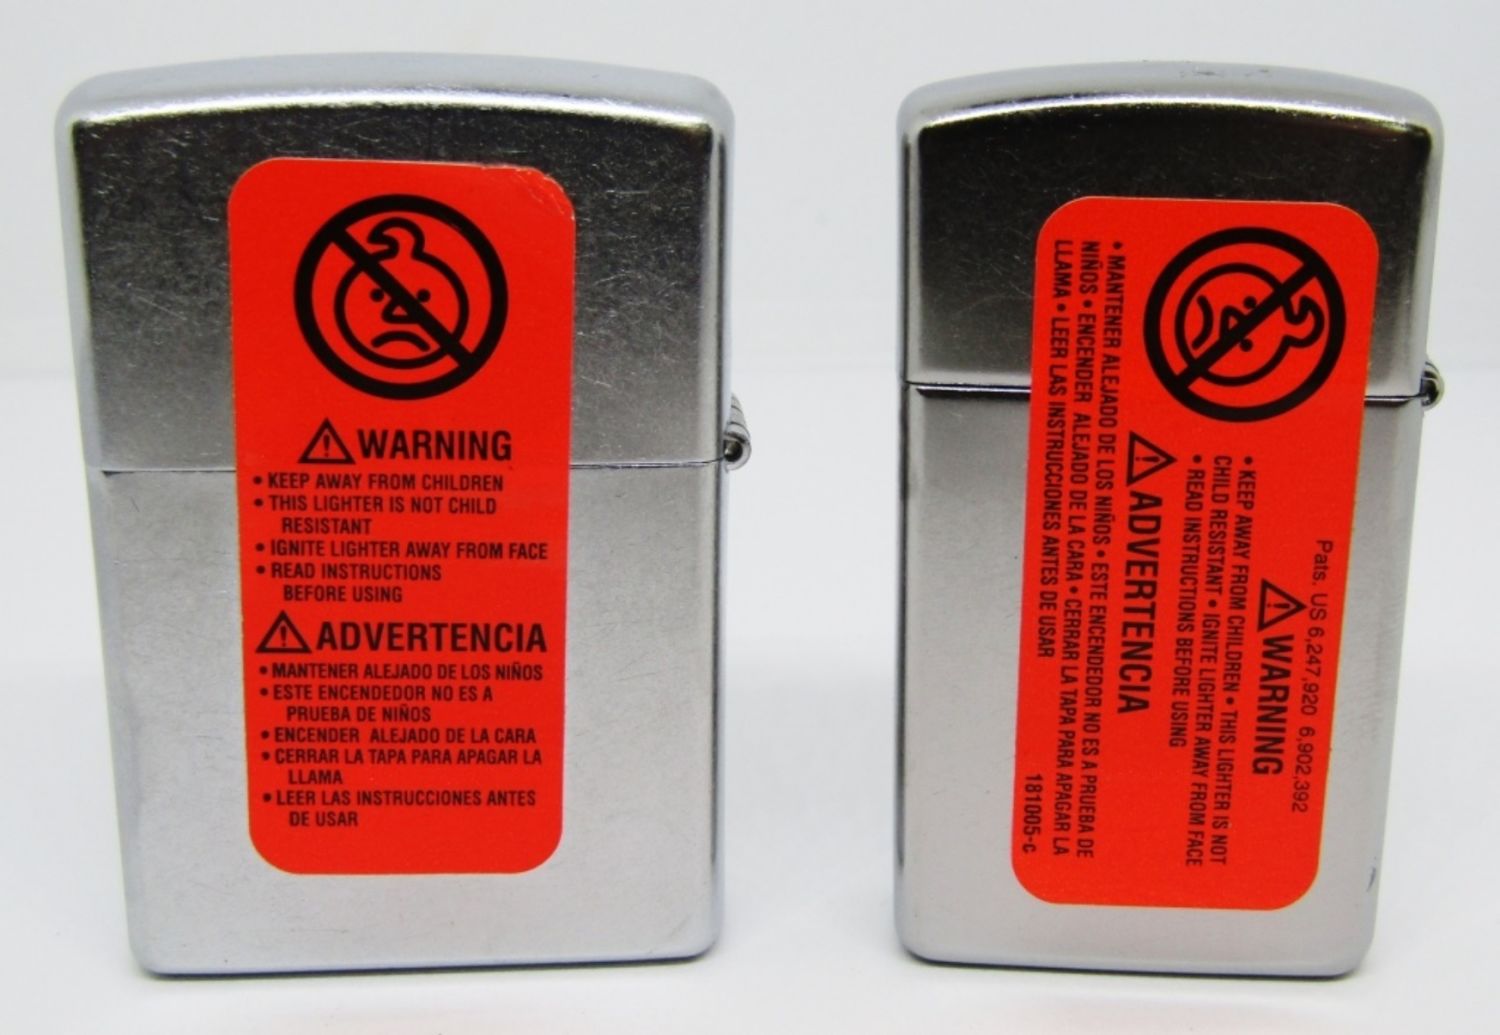 WARNING
• KEEP AWAY FROM CHILDREN
• THIS LIGHTER IS NOT CHILD
RESISTANT
• IGNITE LIGHTER AWAY FROM FACE
• READ INSTRUCTIONS
BEFORE USING
ADVERTENCIA
• MANTENER ALEJADO DE LOS NIÑOS
• ESTE ENCENDEDOR NO ES A
PRUEBA DE NIÑOS
• ENCENDER ALEJADO DE LA CARA
• CERRAR LA TAPA PARA APAGAR LA
LLAMA
• LEER LAS INSTRUCCIONES ANTES
DE USAR
Pats. US 6,247,920 6,902,392
WARNING
• KEEP AWAY FROM CHILDREN • THIS LIGHTER IS NOT
CHILD RESISTANT • IGNITE LIGHTER AWAY FROM FACE
• READ INSTRUCTIONS BEFORE USING
ADVERTENCIA
• MANTENER ALEJADO DE LOS NIÑOS • ESTE ENCENDEDOR NO ES A PRUEBA DE
NIÑOS • ENCENDER ALEJADO DE LA CARA • CERRAR LA TAPA PARA APAGAR LA
LLAMA • LEER LAS INSTRUCCIONES ANTES DE USAR
181005-c